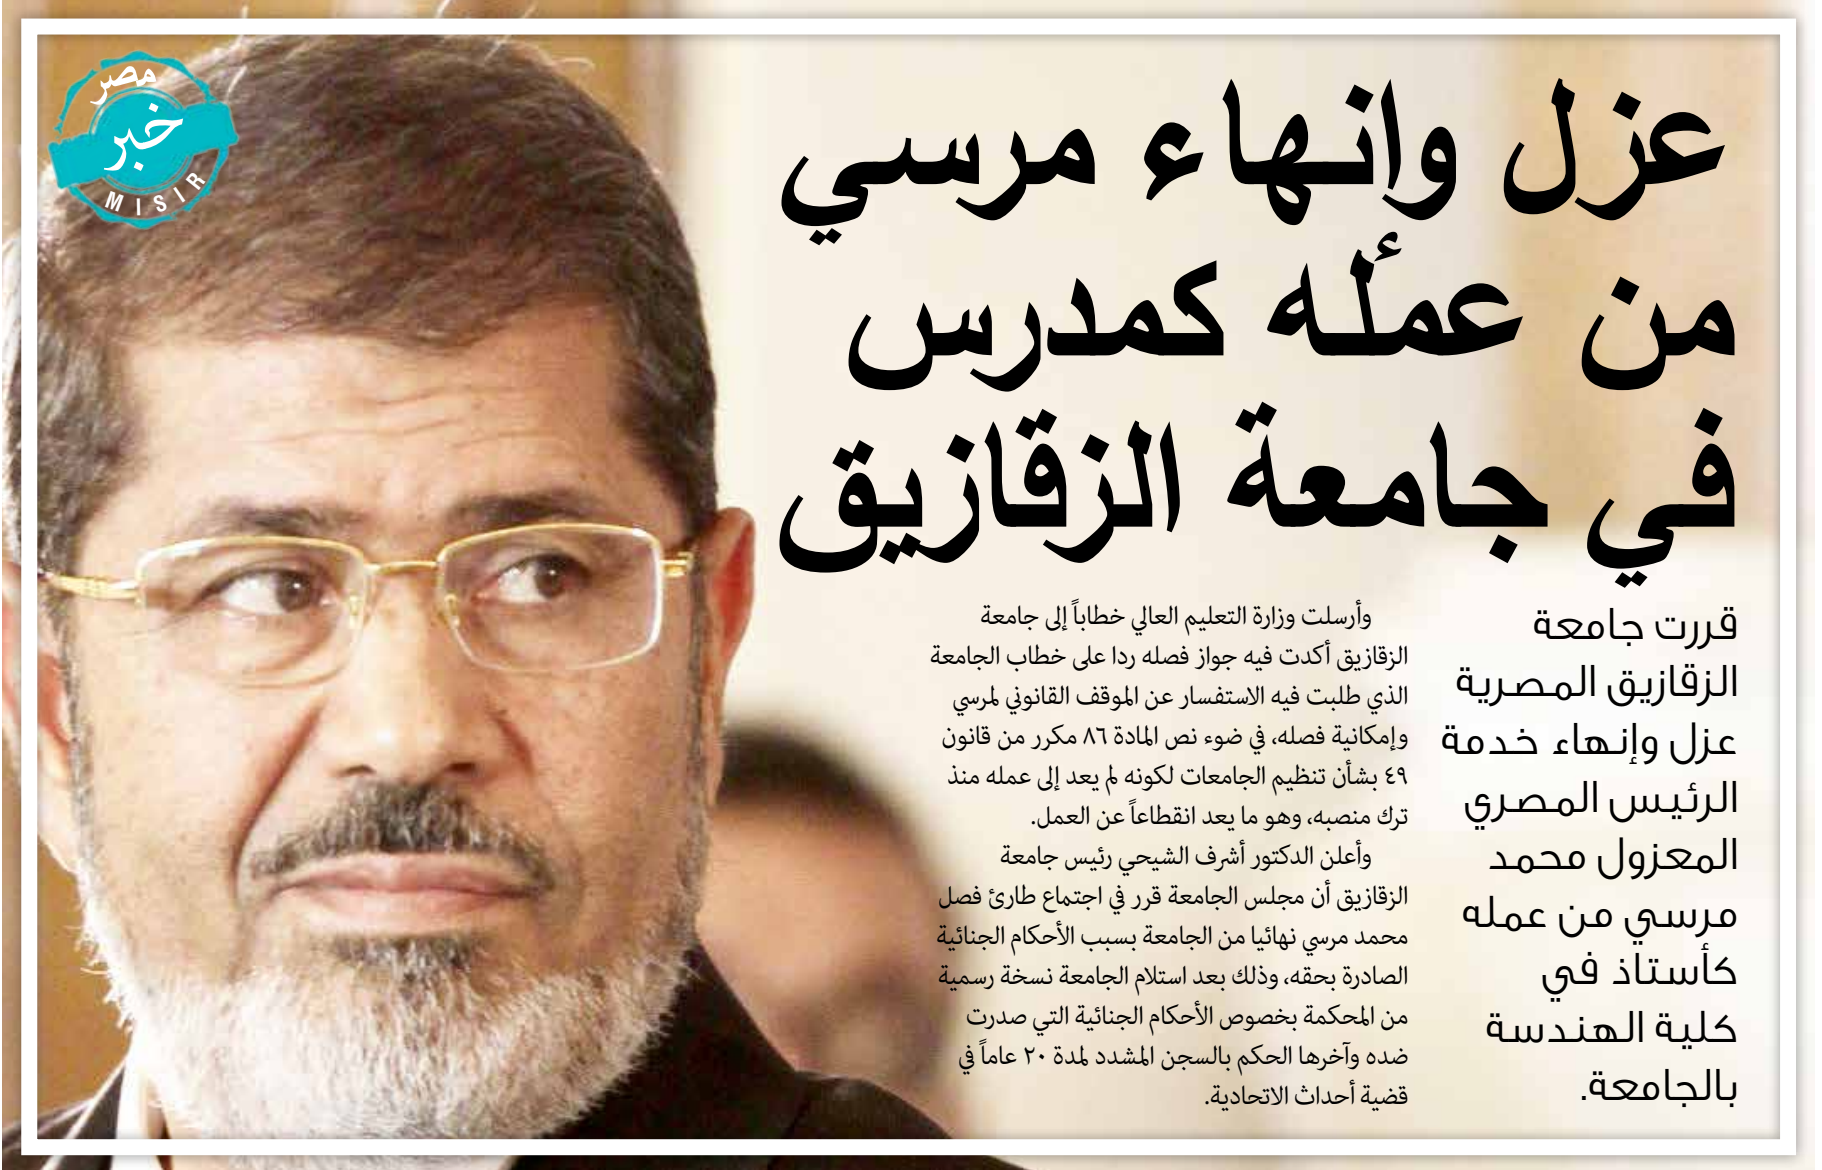 مصر
خبر
MISIR
عزل وإنهاء مرسي
من عمله كمدرس
في جامعة الزقازيق
قررت جامعة
الزقازيق المصرية
عزل وإنهاء خدمة
الرئيس المصري
المعزول محمد
مرسي من عمله
كأستاذ في
كلية الهندسة
بالجامعة.
وأرسلت وزارة التعليم العالي خطاباً إلى جامعة
الزقازيق أكدت فيه جواز فصله ردا على خطاب الجامعة
الذي طلبت فيه الاستفسار عن الموقف القانوني لمرسي
وإمكانية فصله، في ضوء نص المادة ٨٦ مكرر من قانون
٤٩ بشأن تنظيم الجامعات لكونه لم يعد إلى عمله منذ
ترك منصبه، وهو ما يعد انقطاعاً عن العمل.
وأعلن الدكتور أشرف الشيحي رئيس جامعة
الزقازيق أن مجلس الجامعة قرر في اجتماع طارئ فصل
محمد مرسي نهائيا من الجامعة بسبب الأحكام الجنائية
الصادرة بحقه، وذلك بعد استلام الجامعة نسخة رسمية
من المحكمة بخصوص الأحكام الجنائية التي صدرت
ضده وآخرها الحكم بالسجن المشدد لمدة ٢٠ عاماً في
قضية أحداث الاتحادية.